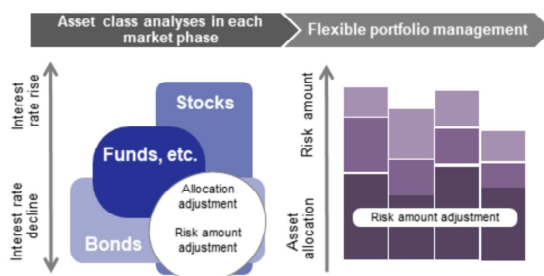 Asset class analyses in each
market phase
Flexible portfolio management
Interest
rate rise
Interest rate
decline
Stocks
Funds, etc.
Bonds
Allocation
adjustment
Risk amount
adjustment
Risk amount
Asset
allocation
Risk amount adjustment